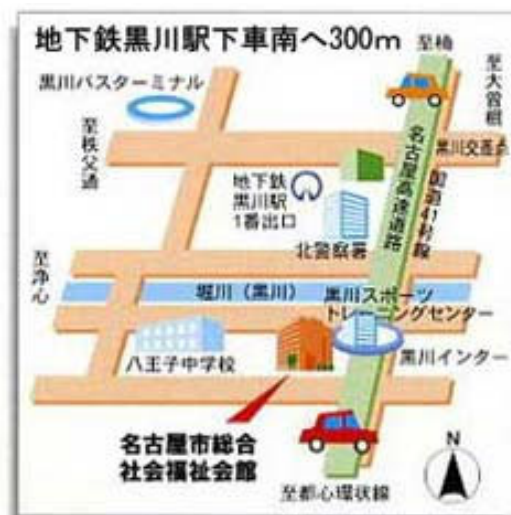 地下鉄黒川駅下車南へ300m
至楠
至大曽根
黒川バスターミナル
至秩父通
黒川交差点
名古屋高速道路
国道41号線
地下鉄
黒川駅
1番出口
北警察署
至浄心
堀川（黒川）
黒川スポーツ
トレーニングセンター
八王子中学校
黒川インター
名古屋市総合
社会福祉会館
至都心環状線
N